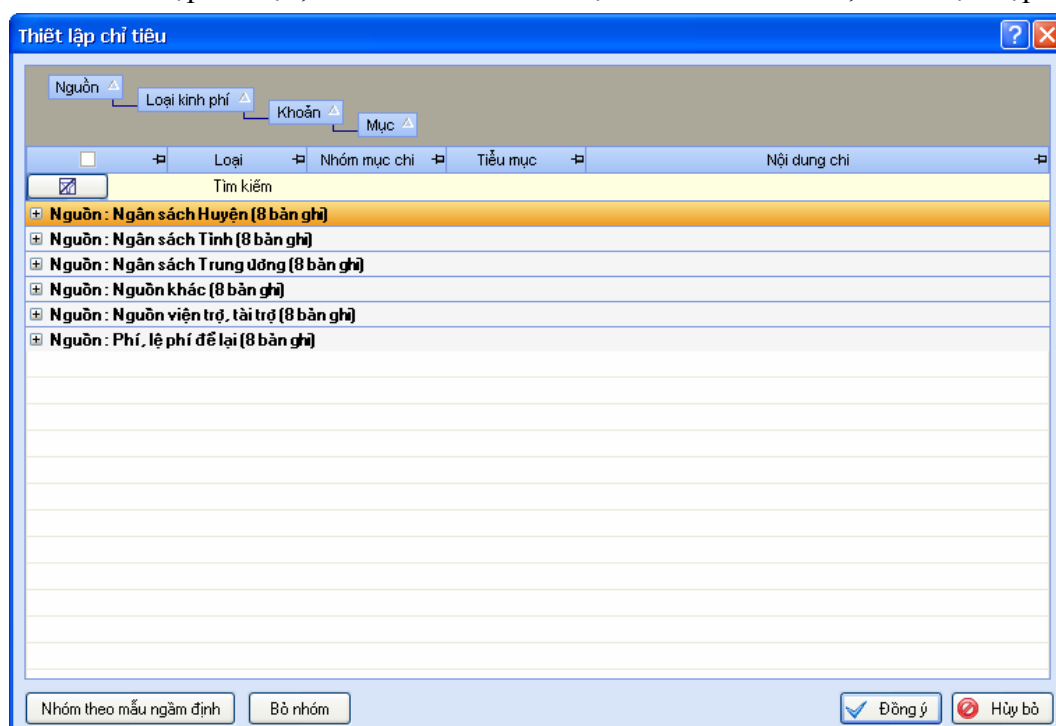 Thiết lập chỉ tiêu
Nguồn
Loại kinh phí
Khoản
Mục
Loại Nhóm mục chi Tiểu mục Nội dung chi
Tìm kiếm
Nguồn : Ngân sách Huyện (8 bản ghi)
Nguồn : Ngân sách Tỉnh (8 bản ghi)
Nguồn : Ngân sách Trung ương (8 bản ghi)
Nguồn : Nguồn khác (8 bản ghi)
Nguồn : Nguồn viện trợ, tài trợ (8 bản ghi)
Nguồn : Phí, lệ phí để lại (8 bản ghi)
Nhóm theo mẫu ngầm định Bỏ nhóm Đồng ý Hủy bỏ